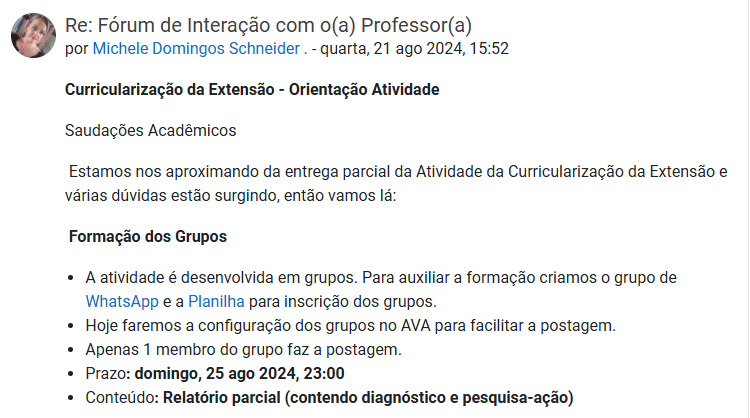 Re: Fórum de Interação com o(a) Professor(a)
por Michele Domingos Schneider . - quarta, 21 ago 2024, 15:52
Curricularização da Extensão - Orientação Atividade
Saudações Acadêmicos
Estamos nos aproximando da entrega parcial da Atividade da Curricularização da Extensão e
várias dúvidas estão surgindo, então vamos lá:
Formação dos Grupos
• A atividade é desenvolvida em grupos. Para auxiliar a formação criamos o grupo de
WhatsApp e a Planilha para inscrição dos grupos.
• Hoje faremos a configuração dos grupos no AVA para facilitar a postagem.
• Apenas 1 membro do grupo faz a postagem.
• Prazo: domingo, 25 ago 2024, 23:00
• Conteúdo: Relatório parcial (contendo diagnóstico e pesquisa-ação)